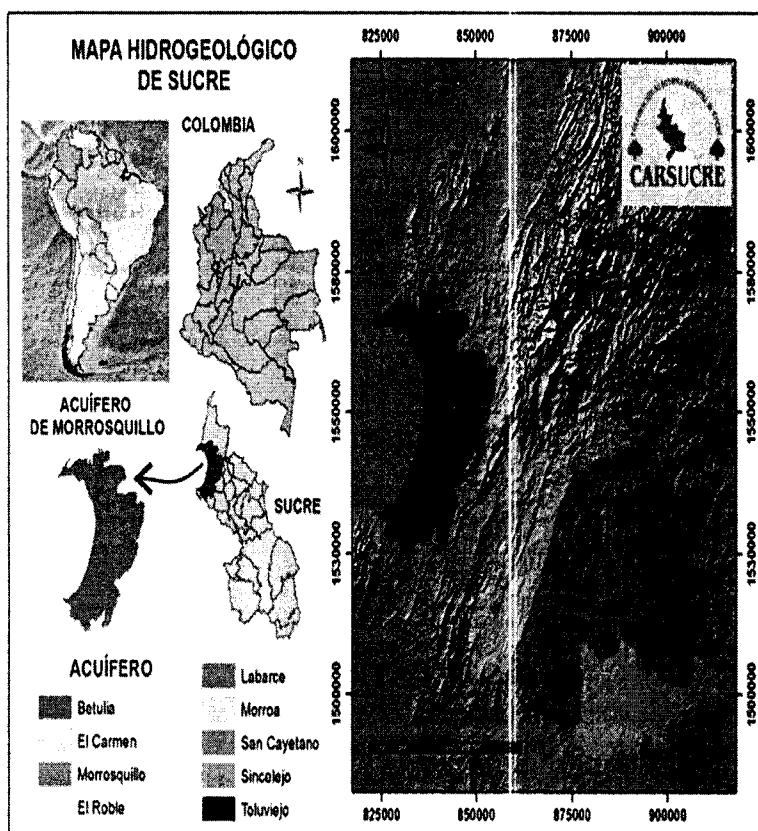 MAPA HIDROGEOLÓGICO
DE SUCRE
COLOMBIA
N
ACUÍFERO
DE MORROSQUILLO
SUCRE
ACUÍFERO
Betulia
El Carmen
Morrosquillo
El Roble
Labarce
Morroa
San Cayetano
Sincelejo
Toluviejo
825000 850000 875000 900000
1600000
1580000
1550000
1530000
1500000
CARSUCRE
1600000
1580000
1550000
1530000
1500000
825000 850000 875000 900000